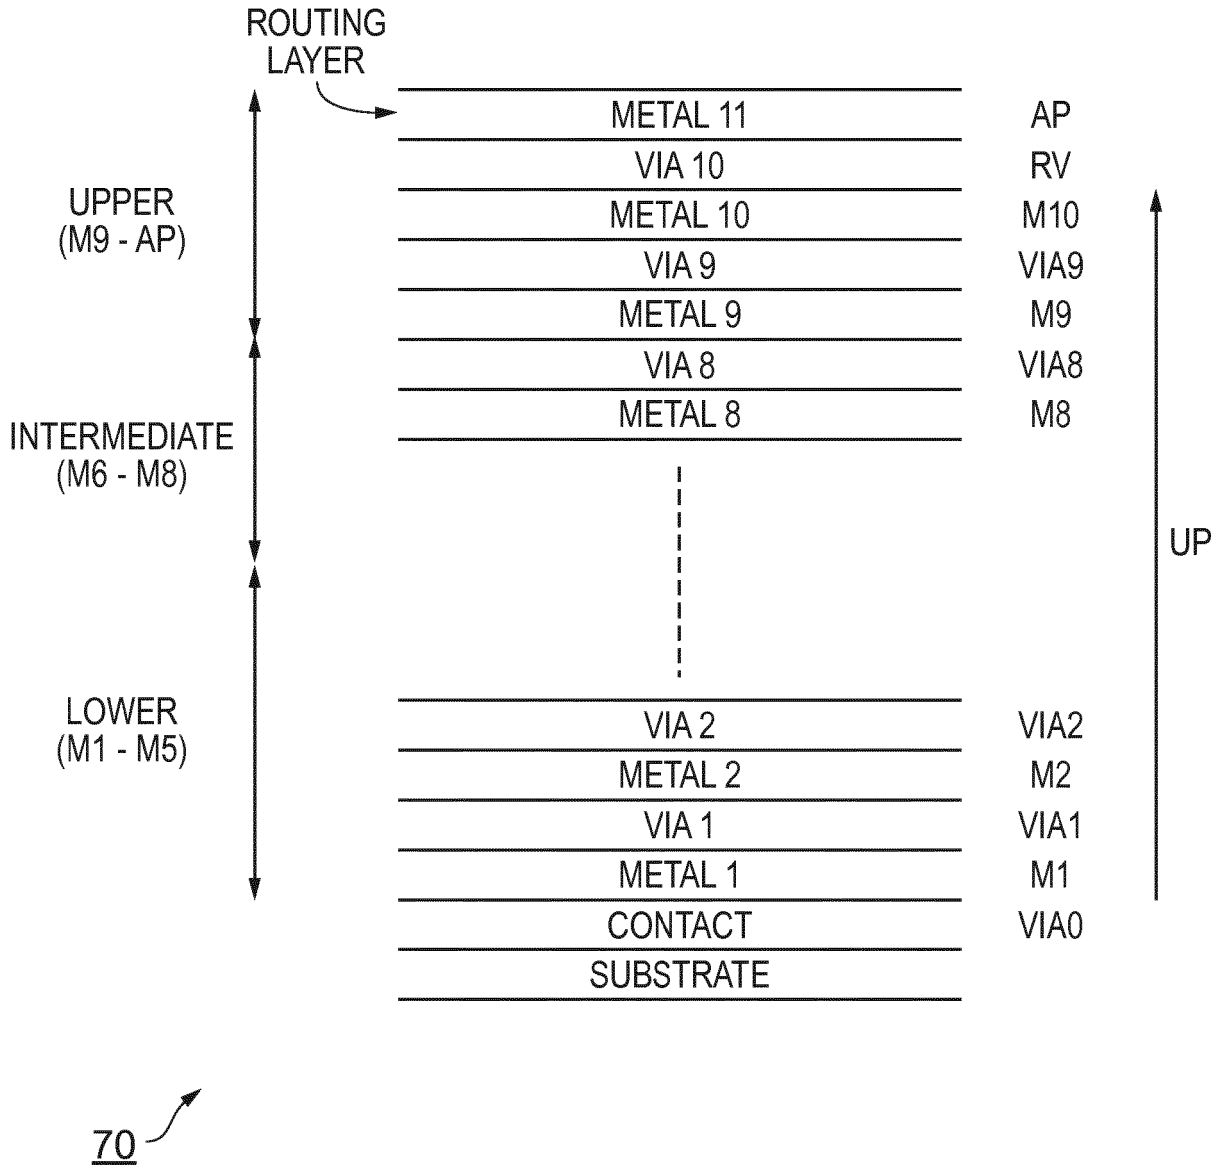 ROUTING
LAYER
METAL 11 AP
VIA 10 RV
UPPER
(M9 - AP)
METAL 10 M10
VIA 9 VIA9
METAL 9 M9
VIA 8 VIA8
METAL 8 M8
INTERMEDIATE
(M6 - M8)
UP
LOWER
(M1 - M5)
VIA 2 VIA2
METAL 2 M2
VIA 1 VIA1
METAL 1 M1
CONTACT VIA0
SUBSTRATE
70